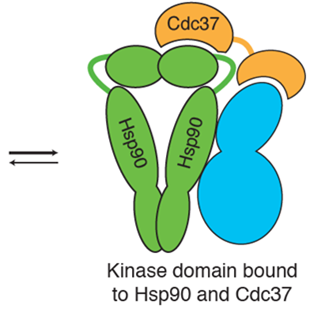 Cdc37
Hsp90
Hsp90
Kinase domain bound
to Hsp90 and Cdc37